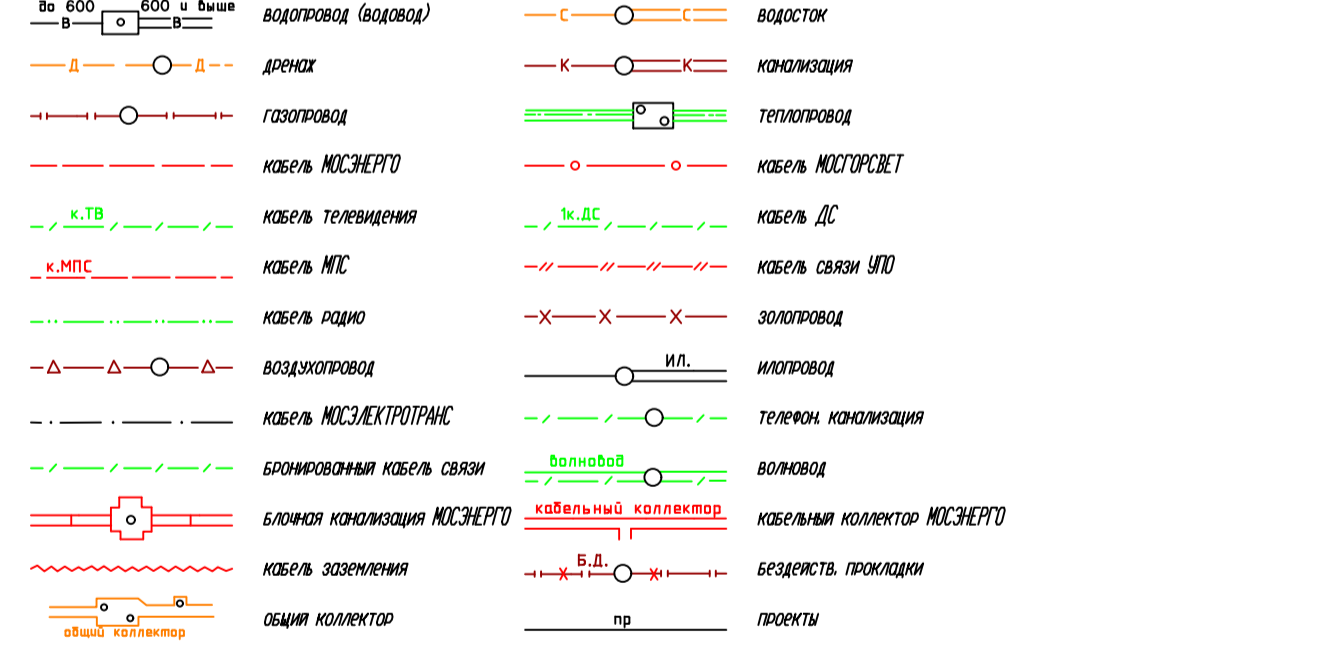 до 600 600 и выше
В В водопровод (водовод) С С водосток
Д Д дренаж К К канализация
газопровод теплопровод
кабель МОСЭНЕРГО кабель МОСГОРСВЕТ
к.ТВ кабель телевидения 1к.ДС кабель ДС
к.МПС кабель МПС кабель связи УПО
кабель радио золопровод
воздухопровод ил. илопровод
кабель МОСЭЛЕКТРОТРАНС телефон. канализация
бронированный кабель связи волновод волновод
блочная канализация МОСЭНЕРГО кабельный коллектор кабельный коллектор МОСЭНЕРГО
кабель заземления Б.Д. бездейств. прокладки
общий коллектор общий коллектор пр проекты